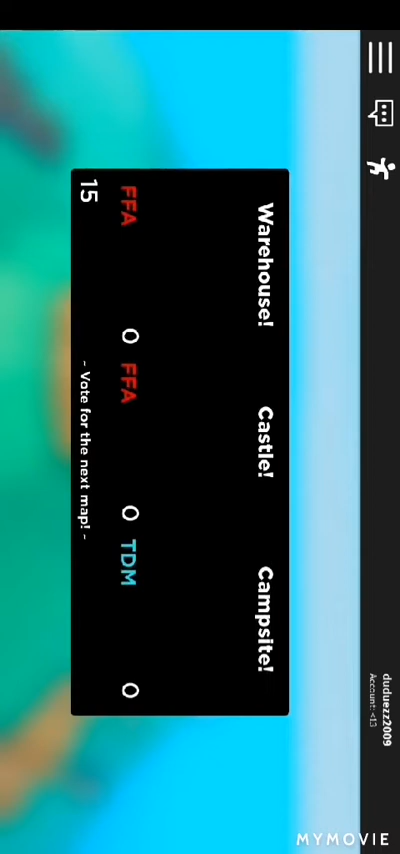 duduezz2009
Account: <13
Warehouse! Castle! Campsite!
FFA 0 FFA 0 TDM 0
15
- Vote for the next map! -
MYMOVIE